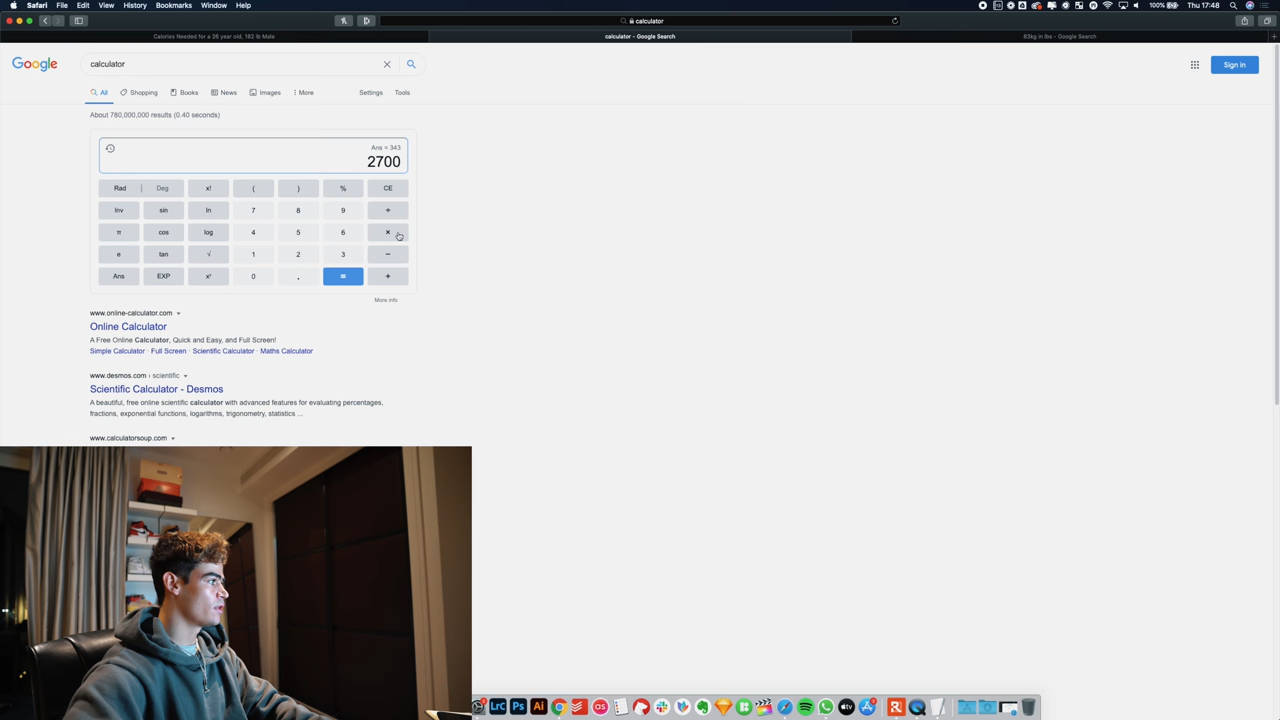 Safari File Edit View History Bookmarks Window Help 100% Thu 17:48
calculator
Calories Needed for a 26 year old, 182 lb Male calculator - Google Search 83kg in lbs - Google Search
Google calculator Sign in
All Shopping Books News Images More Settings Tools
About 780,000,000 results (0.40 seconds)
Ans = 343
2700
Rad Deg x! ( ) % CE
Inv sin ln 7 8 9 ÷
π cos log 4 5 6 ×
e tan √ 1 2 3 −
Ans EXP xʸ 0 . = +
More info
www.online-calculator.com
Online Calculator
A Free Online Calculator, Quick and Easy, and Full Screen!
Simple Calculator · Full Screen · Scientific Calculator · Maths Calculator
www.desmos.com › scientific
Scientific Calculator - Desmos
A beautiful, free online scientific calculator with advanced features for evaluating percentages,
fractions, exponential functions, logarithms, trigonometry, statistics ...
www.calculatorsoup.com
LrC Ps Ai as tv